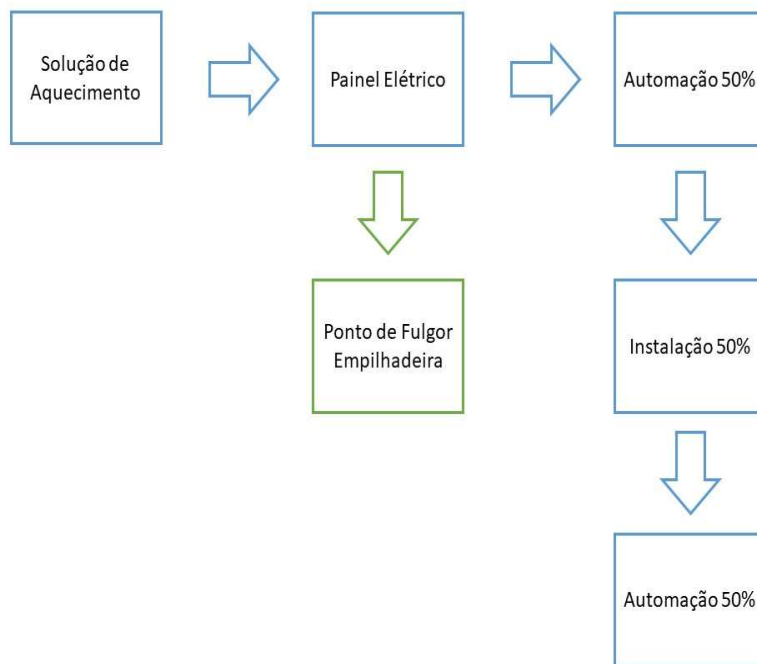 Solução de
Aquecimento
Painel Elétrico
Automação 50%
Ponto de Fulgor
Empilhadeira
Instalação 50%
Automação 50%